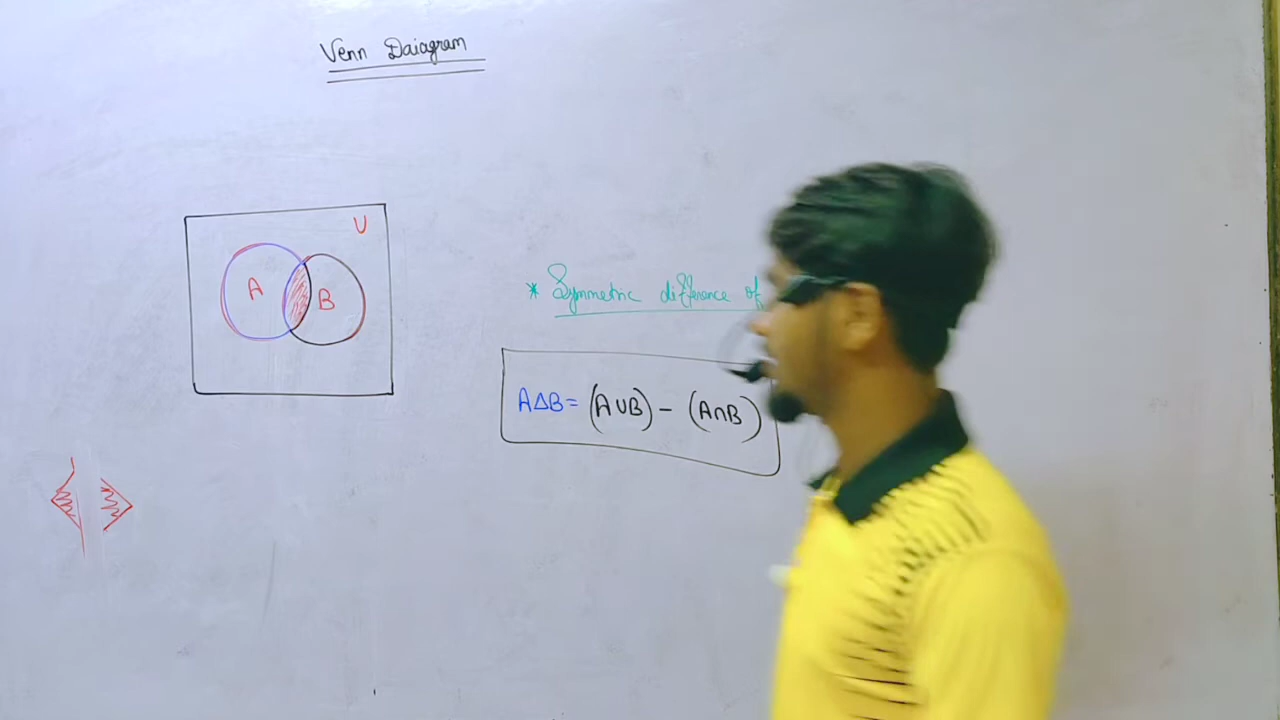 Venn Daiagram
U
A B
* Symmetric difference of
A∆B = (A∪B) - (A∩B)